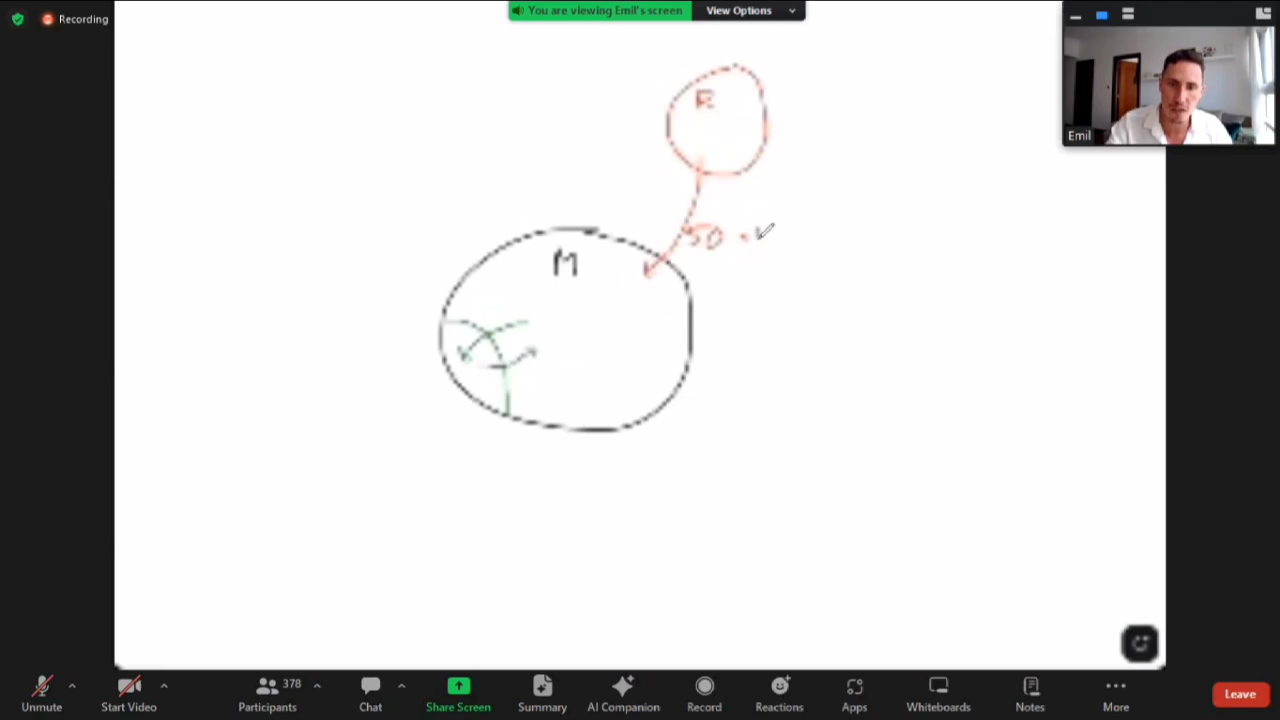 Recording
You are viewing Emil's screen
View Options
Emil
M
Unmute
Start Video
Participants
378
Chat
Share Screen
Summary
AI Companion
Record
Reactions
Apps
Whiteboards
Notes
More
Leave